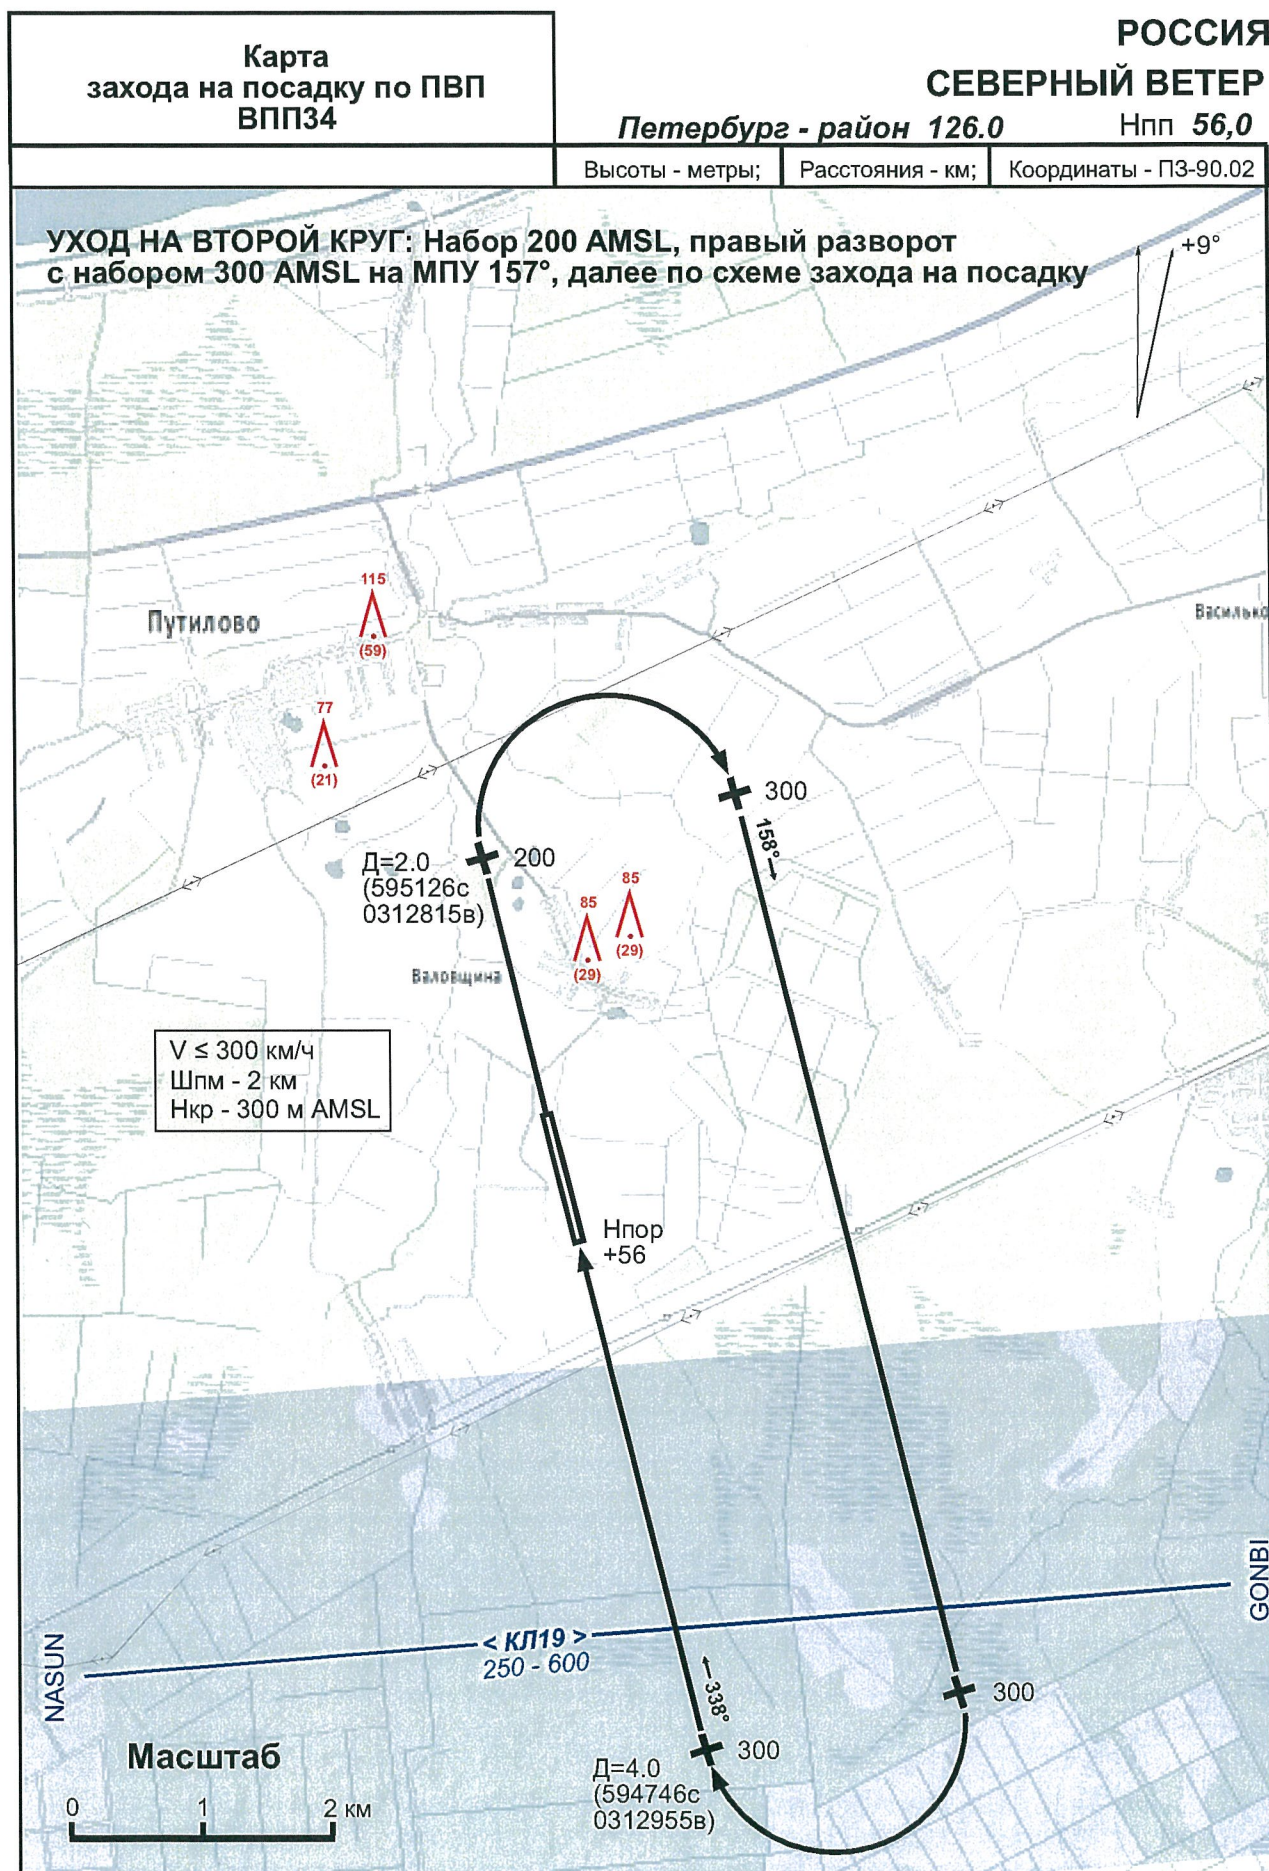 Карта
захода на посадку по ПВП
ВПП34
РОССИЯ
СЕВЕРНЫЙ ВЕТЕР
Петербург - район 126.0
Нпп 56,0
Высоты - метры;
Расстояния - км;
Координаты - ПЗ-90.02
УХОД НА ВТОРОЙ КРУГ: Набор 200 AMSL, правый разворот
с набором 300 AMSL на МПУ 157°, далее по схеме захода на посадку
+9°
115
(59)
Путилово
Василько
77
(21)
300
158°
Д=2.0
(595126с
0312815в)
200
85
(29)
85
(29)
Валовщина
V ≤ 300 км/ч
Шпм - 2 км
Нкр - 300 м AMSL
Нпор
+56
GONBI
< КЛ19 >
250 - 600
NASUN
338°
300
300
Масштаб
0 1 2 км
Д=4.0
(594746с
0312955в)